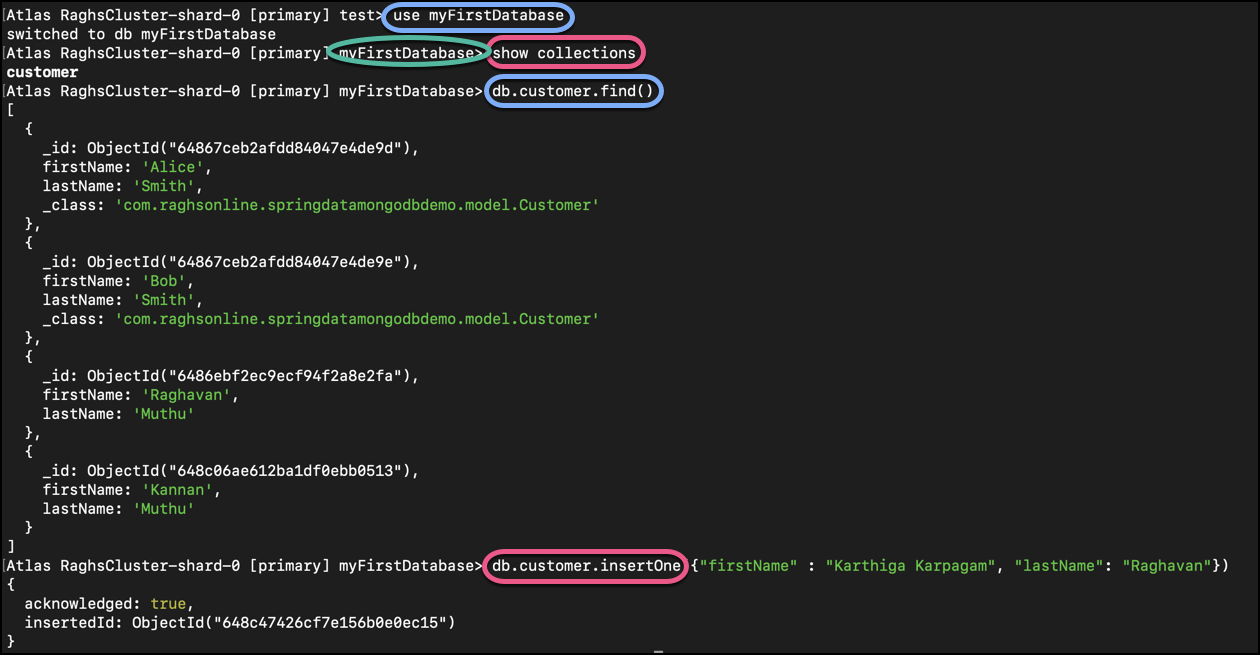 [Atlas RaghsCluster-shard-0 [primary] test> use myFirstDatabase
switched to db myFirstDatabase
[Atlas RaghsCluster-shard-0 [primary] myFirstDatabase> show collections
customer
[Atlas RaghsCluster-shard-0 [primary] myFirstDatabase> db.customer.find()
[
  {
    _id: ObjectId("64867ceb2afdd84047e4de9d"),
    firstName: 'Alice',
    lastName: 'Smith',
    _class: 'com.raghsonline.springdatamongodbdemo.model.Customer'
  },
  {
    _id: ObjectId("64867ceb2afdd84047e4de9e"),
    firstName: 'Bob',
    lastName: 'Smith',
    _class: 'com.raghsonline.springdatamongodbdemo.model.Customer'
  },
  {
    _id: ObjectId("6486ebf2ec9ecf94f2a8e2fa"),
    firstName: 'Raghavan',
    lastName: 'Muthu'
  },
  {
    _id: ObjectId("648c06ae612ba1df0ebb0513"),
    firstName: 'Kannan',
    lastName: 'Muthu'
  }
]
[Atlas RaghsCluster-shard-0 [primary] myFirstDatabase> db.customer.insertOne {"firstName" : "Karthiga Karpagam", "lastName": "Raghavan"})
{
  acknowledged: true,
  insertedId: ObjectId("648c47426cf7e156b0e0ec15")
}